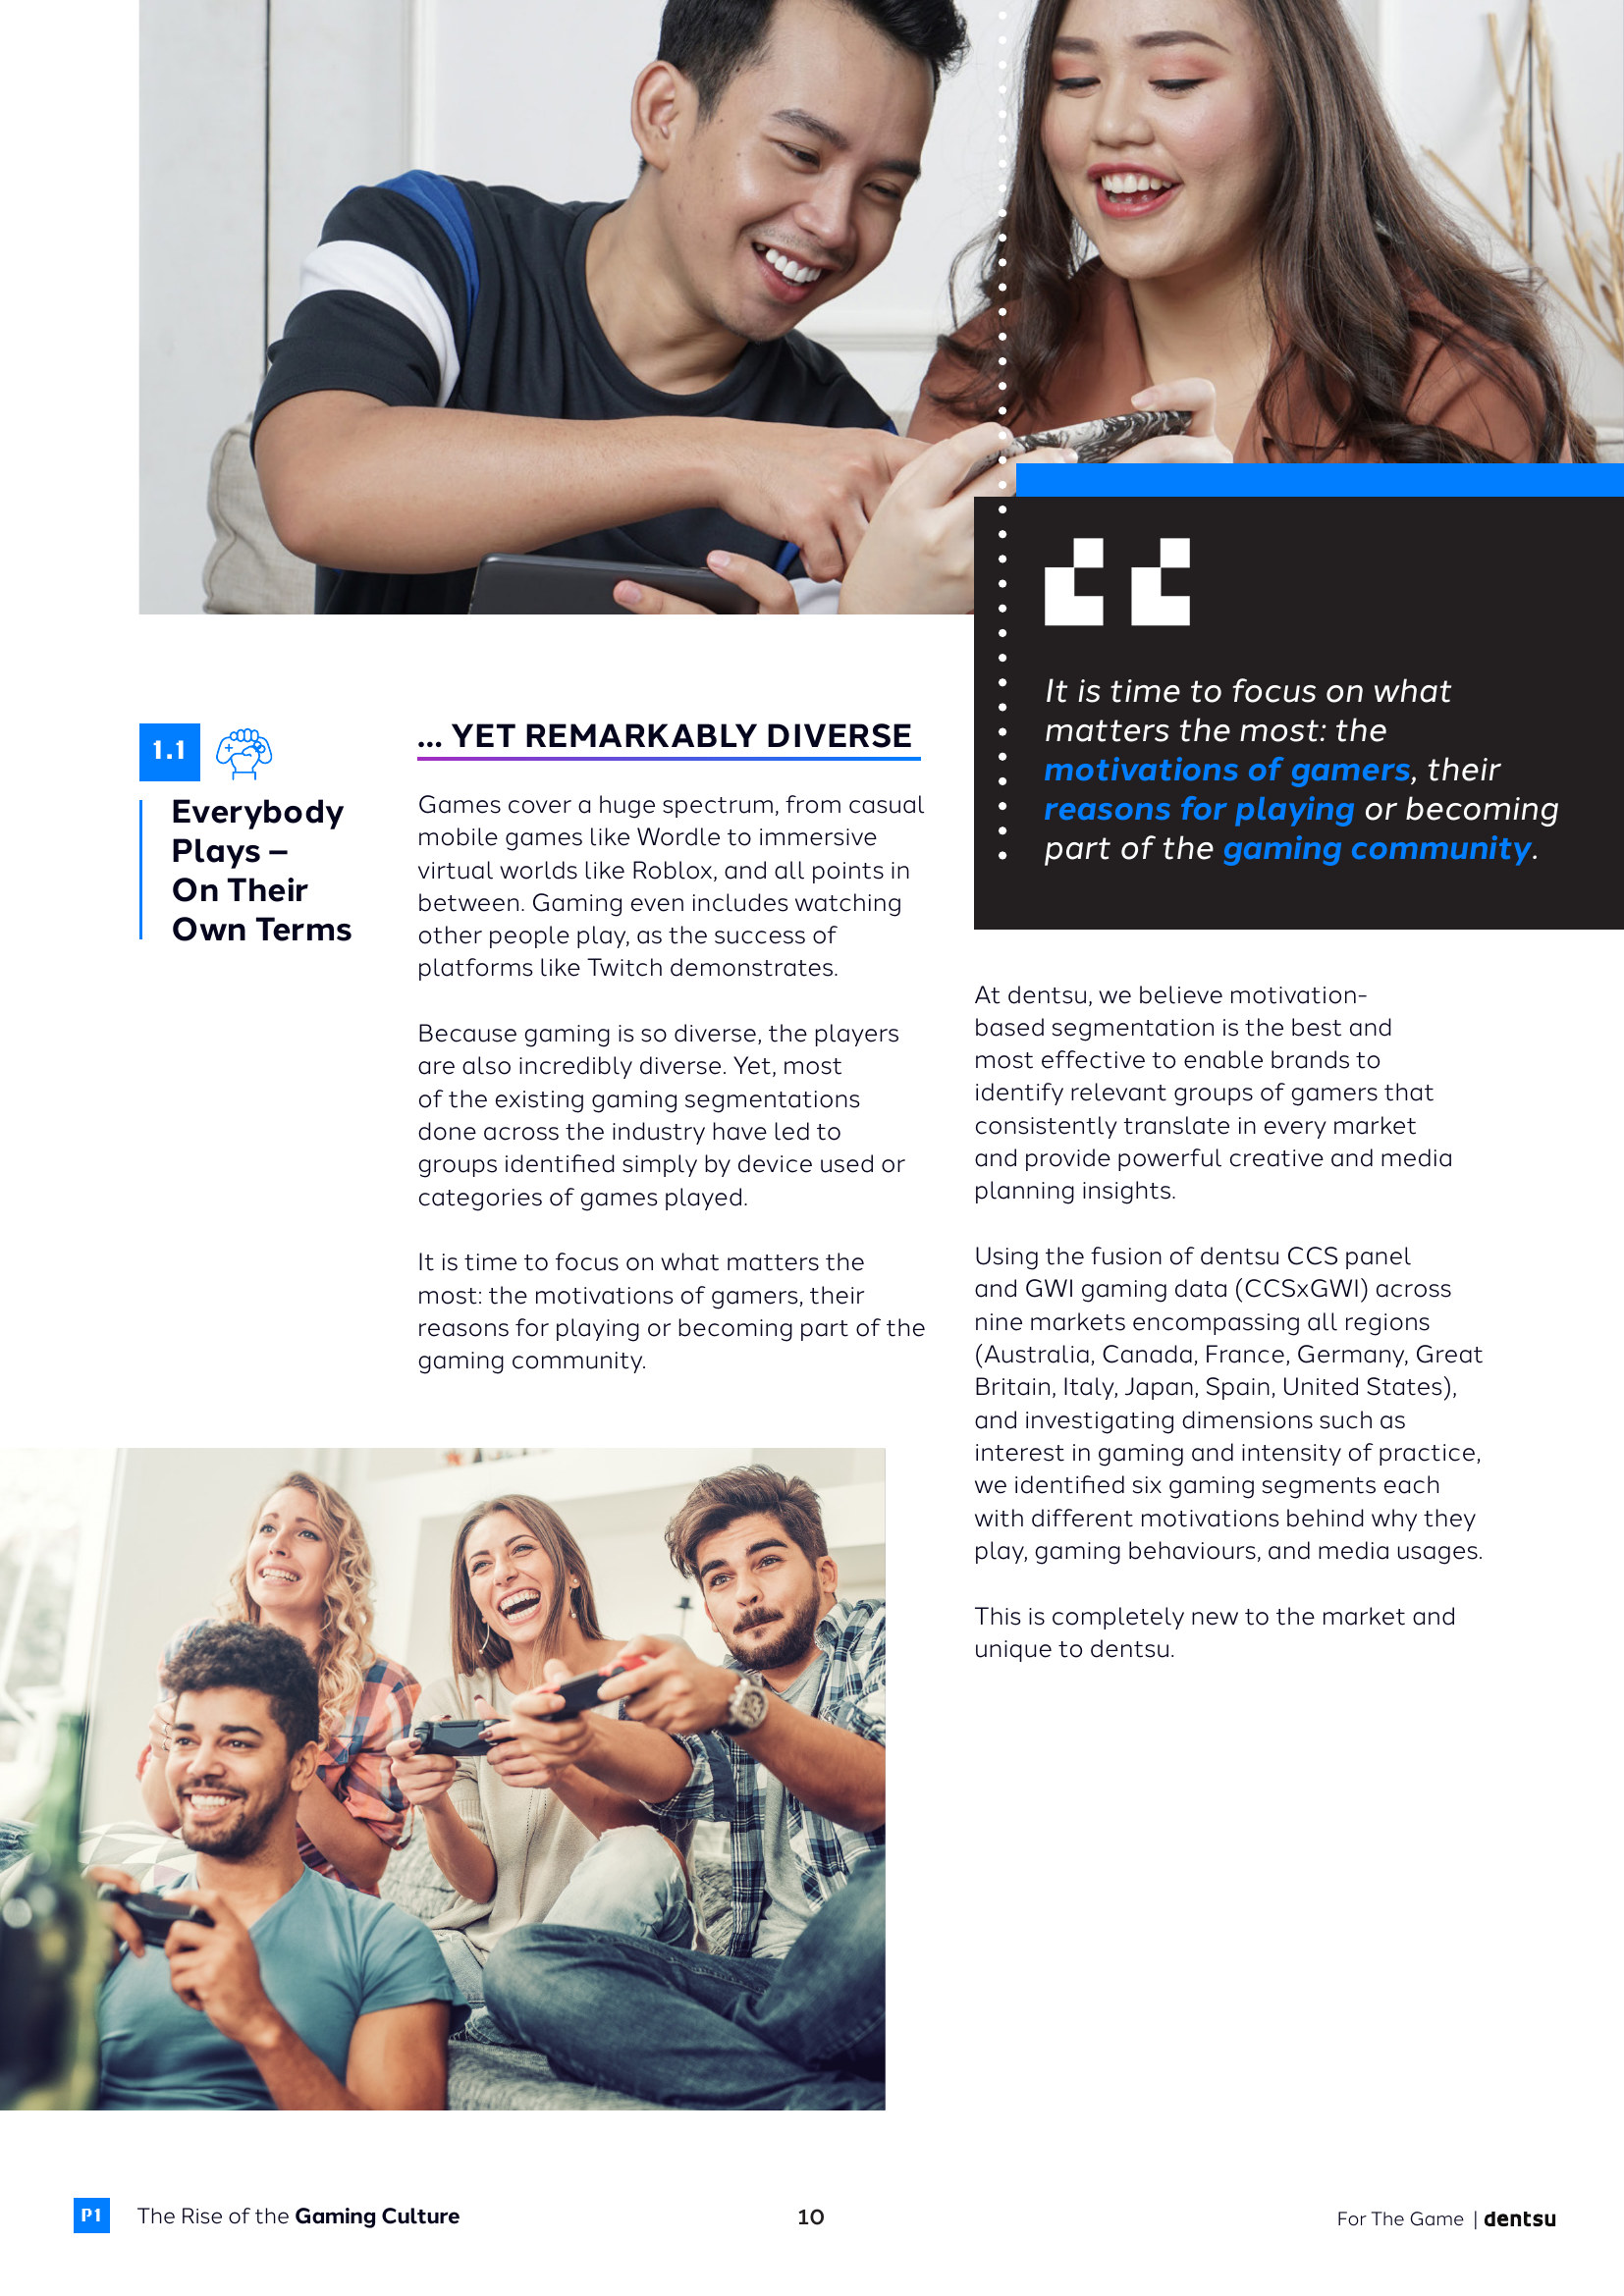 It is time to focus on what
matters the most: the
motivations of gamers, their
reasons for playing or becoming
part of the gaming community.
1.1
Everybody
Plays –
On Their
Own Terms
... YET REMARKABLY DIVERSE
Games cover a huge spectrum, from casual
mobile games like Wordle to immersive
virtual worlds like Roblox, and all points in
between. Gaming even includes watching
other people play, as the success of
platforms like Twitch demonstrates.
Because gaming is so diverse, the players
are also incredibly diverse. Yet, most
of the existing gaming segmentations
done across the industry have led to
groups identified simply by device used or
categories of games played.
It is time to focus on what matters the
most: the motivations of gamers, their
reasons for playing or becoming part of the
gaming community.
At dentsu, we believe motivation-
based segmentation is the best and
most effective to enable brands to
identify relevant groups of gamers that
consistently translate in every market
and provide powerful creative and media
planning insights.
Using the fusion of dentsu CCS panel
and GWI gaming data (CCSxGWI) across
nine markets encompassing all regions
(Australia, Canada, France, Germany, Great
Britain, Italy, Japan, Spain, United States),
and investigating dimensions such as
interest in gaming and intensity of practice,
we identified six gaming segments each
with different motivations behind why they
play, gaming behaviours, and media usages.
This is completely new to the market and
unique to dentsu.
P1 The Rise of the Gaming Culture
10
For The Game | dentsu